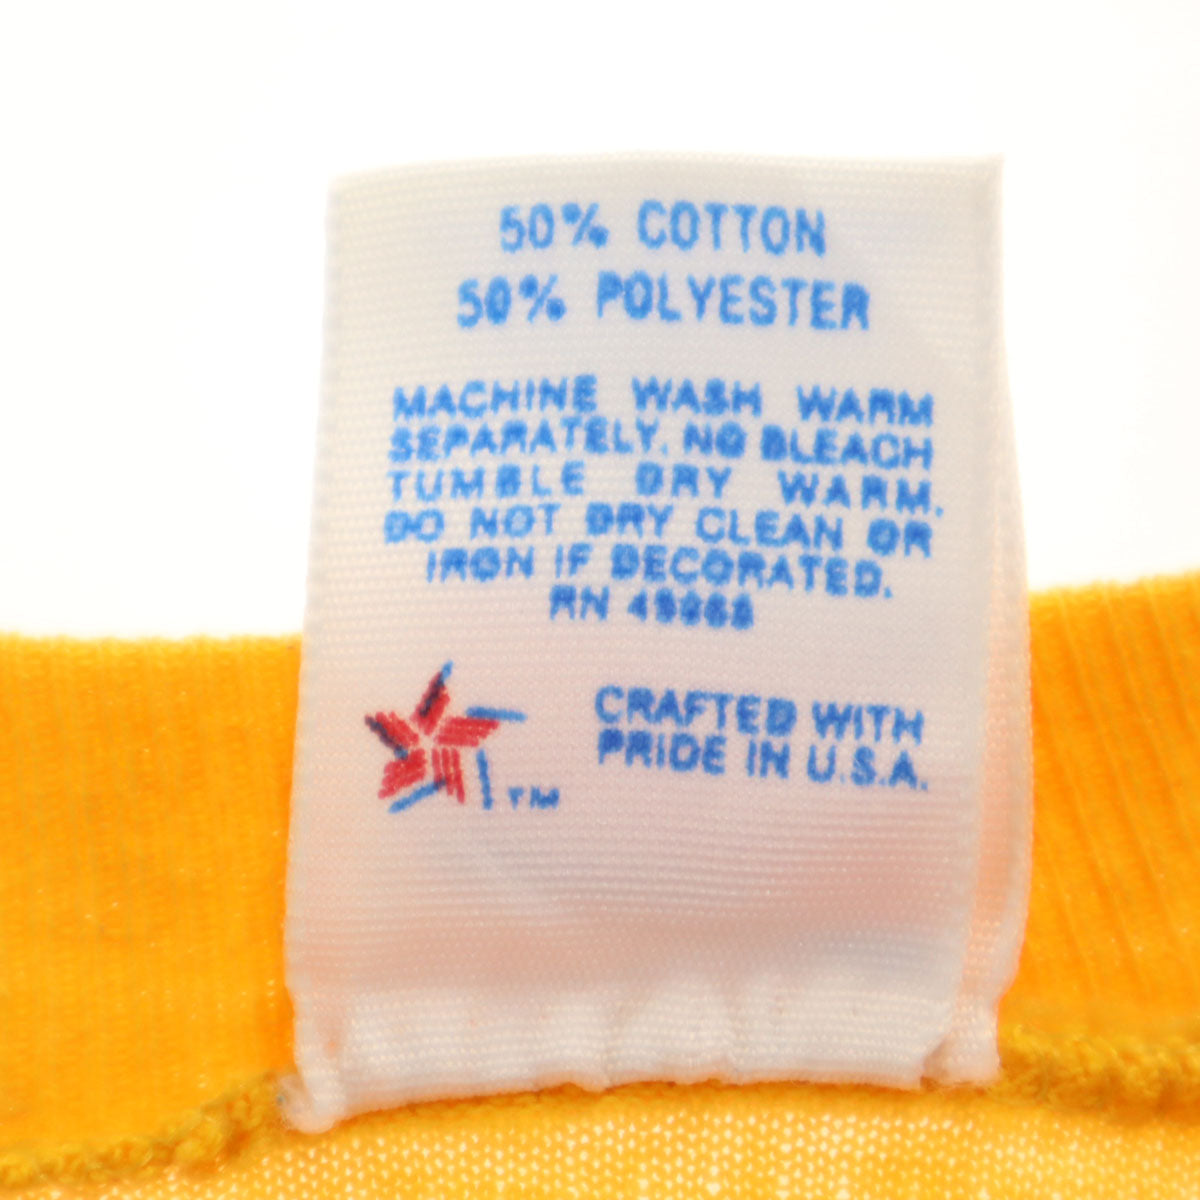 50% COTTON
50% POLYESTER
MACHINE WASH WARM
SEPARATELY. NO BLEACH
TUMBLE DRY WARM.
DO NOT DRY CLEAN OR
IRON IF DECORATED.
RN
CRAFTED WITH
PRIDE IN U.S.A.
TM